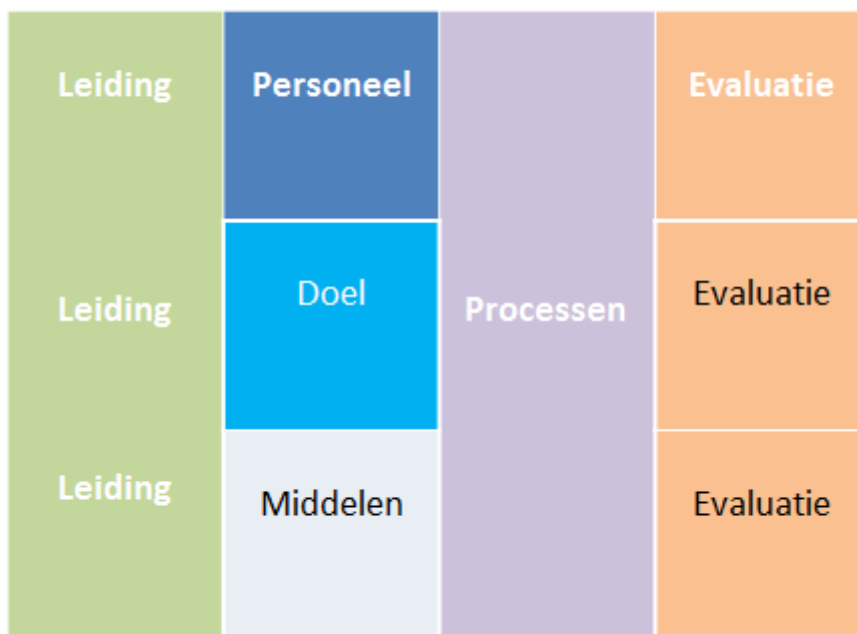 Leiding
Personeel
Evaluatie
Leiding
Doel
Processen
Evaluatie
Leiding
Middelen
Evaluatie